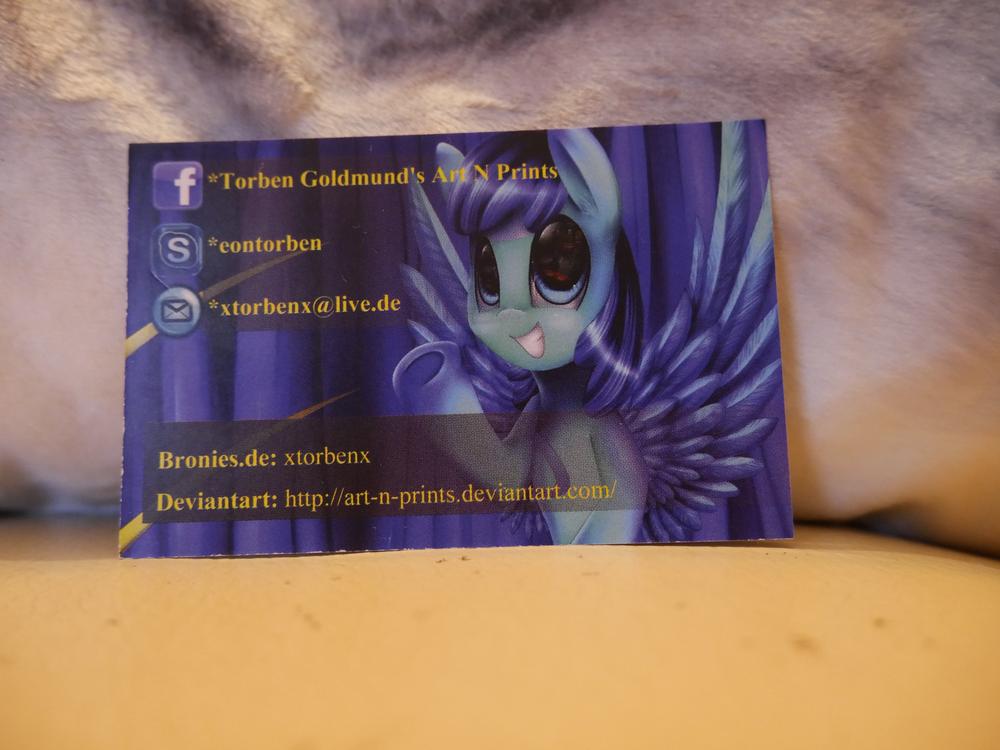 f *Torben Goldmund's Art N Prints
S *eontorben
*xtorbenx@live.de
Bronies.de: xtorbenx
Deviantart: http://art-n-prints.deviantart.com/